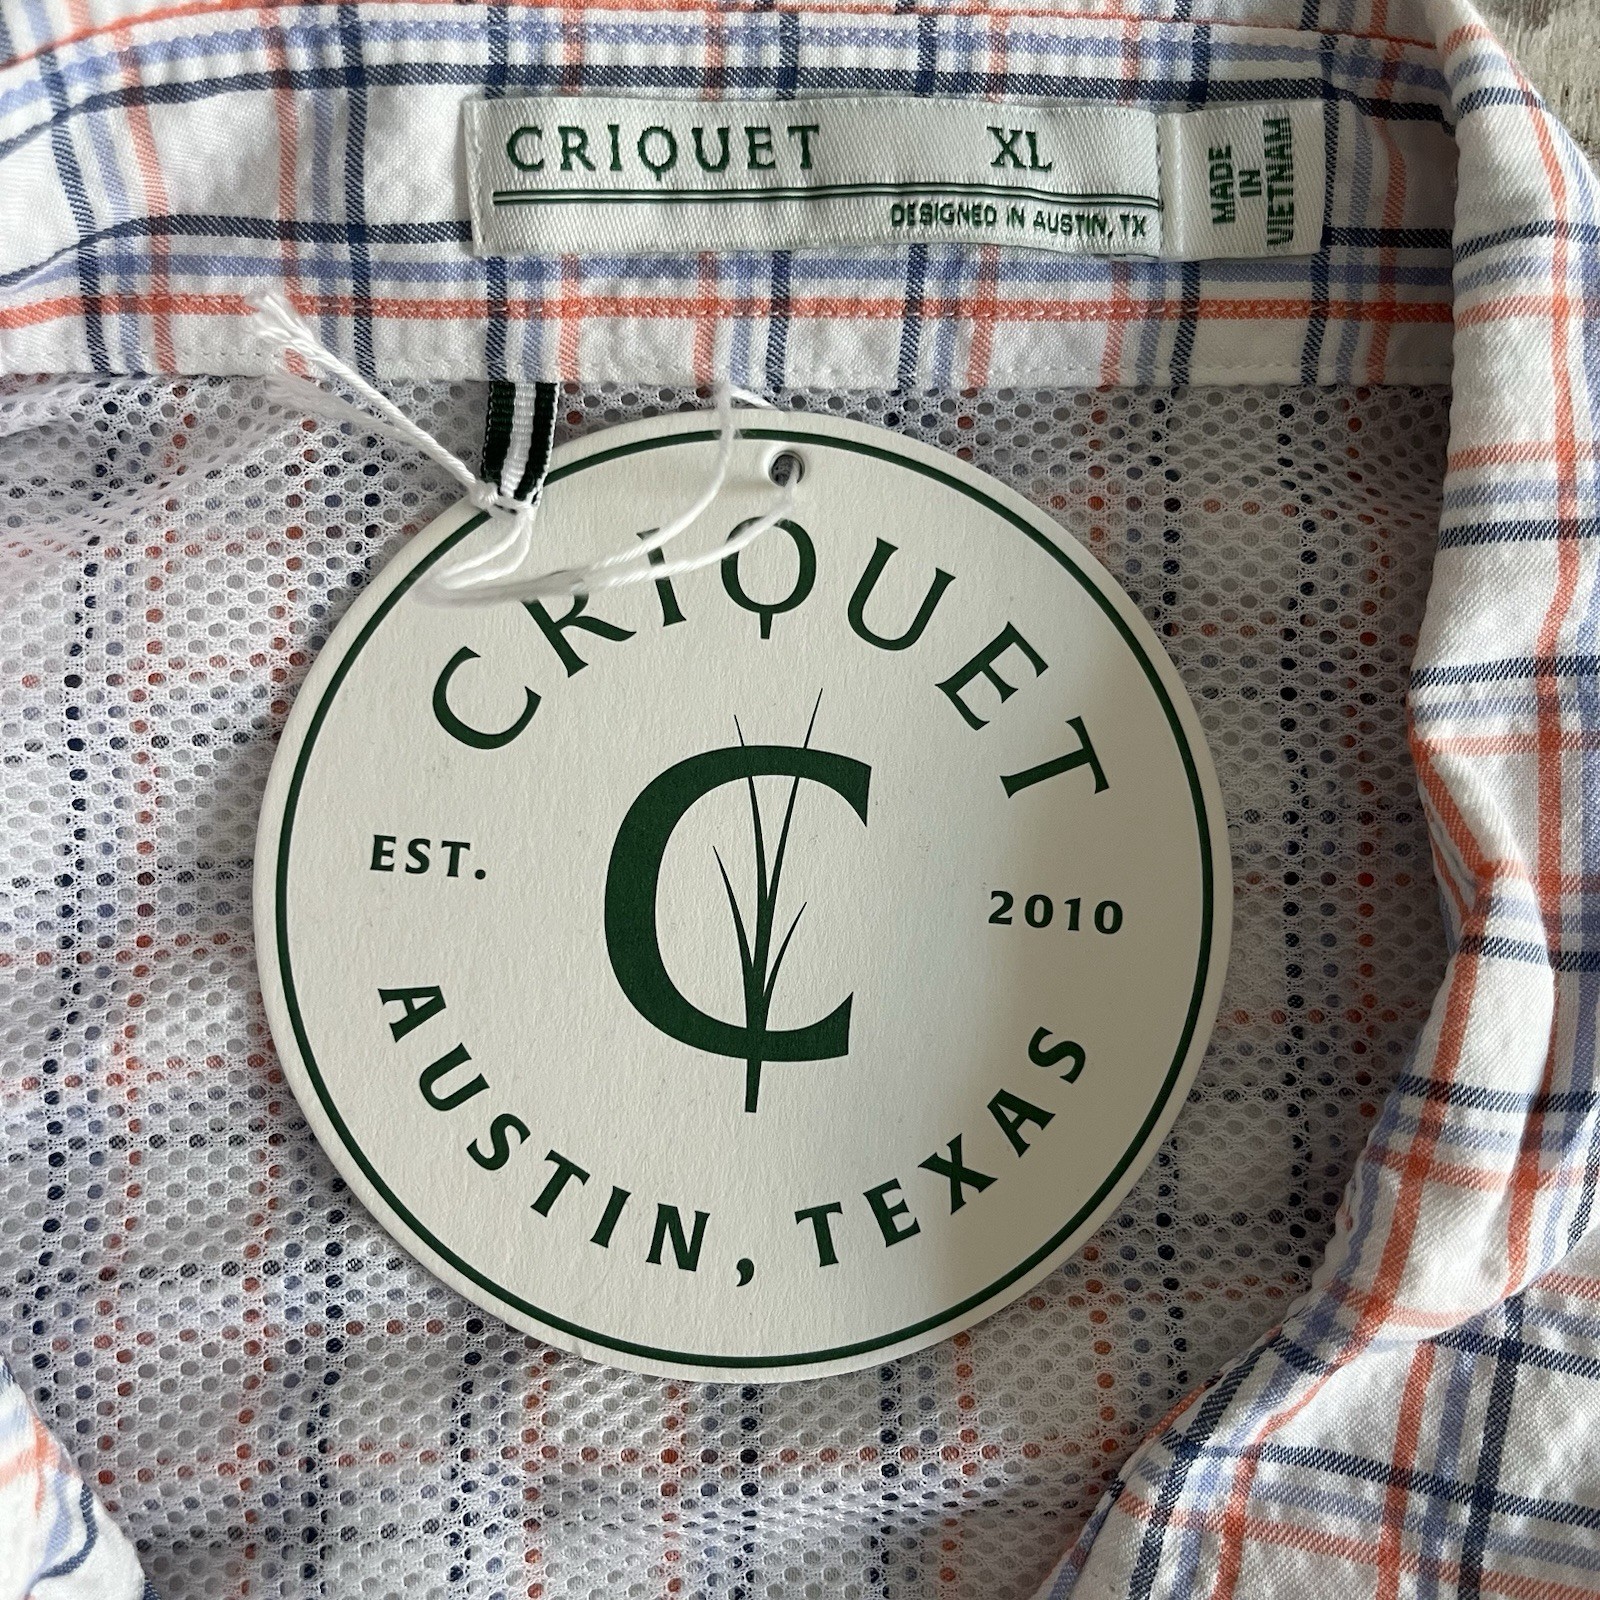 CRIQUET XL
DESIGNED IN AUSTIN, TX
MADE
IN
VIETNAM
CRIQUET
C
EST. 2010
AUSTIN, TEXAS